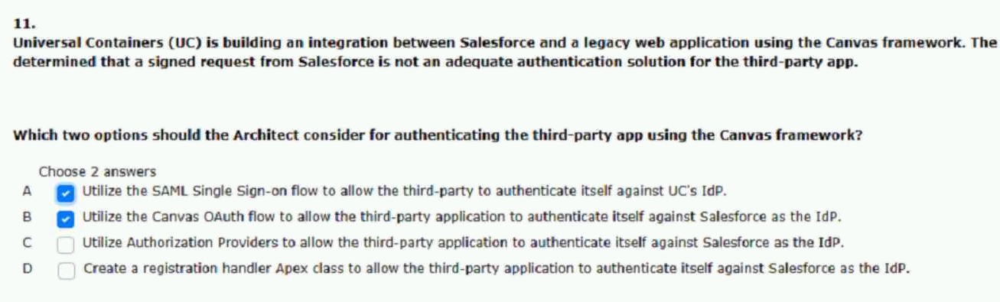 11.
Universal Containers (UC) is building an integration between Salesforce and a legacy web application using the Canvas framework. The
determined that a signed request from Salesforce is not an adequate authentication solution for the third-party app.
Which two options should the Architect consider for authenticating the third-party app using the Canvas framework?
Choose 2 answers
A Utilize the SAML Single Sign-on flow to allow the third-party to authenticate itself against UC's IdP.
B Utilize the Canvas OAuth flow to allow the third-party application to authenticate itself against Salesforce as the IdP.
C Utilize Authorization Providers to allow the third-party application to authenticate itself against Salesforce as the IdP.
D Create a registration handler Apex class to allow the third-party application to authenticate itself against Salesforce as the IdP.